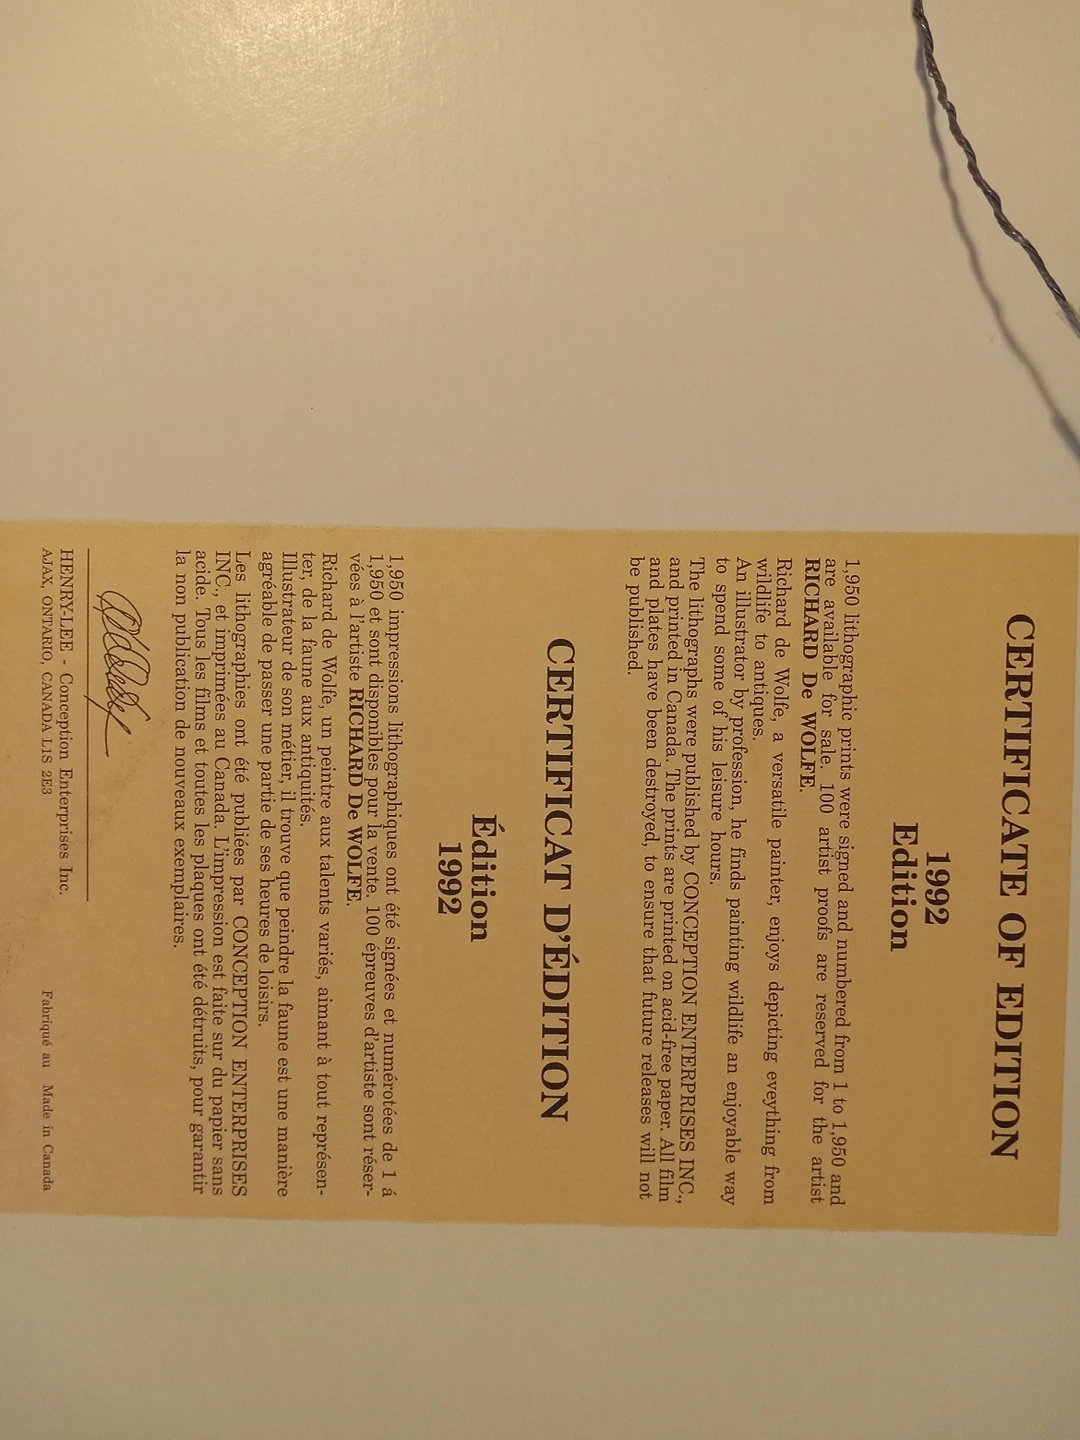 CERTIFICATE OF EDITION
1992
Edition
1,950 lithographic prints were signed and numbered from 1 to 1,950 and
are available for sale. 100 artist proofs are reserved for the artist
RICHARD De WOLFE.
Richard de Wolfe, a versatile painter, enjoys depicting eveything from
wildlife to antiques.
An illustrator by profession, he finds painting wildlife an enjoyable way
to spend some of his leisure hours.
The lithographs were published by CONCEPTION ENTERPRISES INC.,
and printed in Canada. The prints are printed on acid-free paper. All film
and plates have been destroyed, to ensure that future releases will not
be published.
CERTIFICAT D'ÉDITION
Édition
1992
1,950 impressions lithographiques ont été signées et numérotées de 1 á
1,950 et sont disponibles pour la vente. 100 épreuves d'artiste sont réser-
vées à l'artiste RICHARD De WOLFE.
Richard de Wolfe, un peintre aux talents variés, aimant à tout représen-
ter, de la faune aux antiquités.
Illustrateur de son métier, il trouve que peindre la faune est une manière
agréable de passer une partie de ses heures de loisirs.
Les lithographies ont été publiées par CONCEPTION ENTERPRISES
INC., et imprimées au Canada. L'impression est faite sur du papier sans
acide. Tous les films et toutes les plaques ont été détruits, pour garantir
la non publication de nouveaux exemplaires.
HENRY-LEE - Conception Enterprises Inc.
AJAX, ONTARIO, CANADA L1S 2E3
Fabriqué au Made in Canada